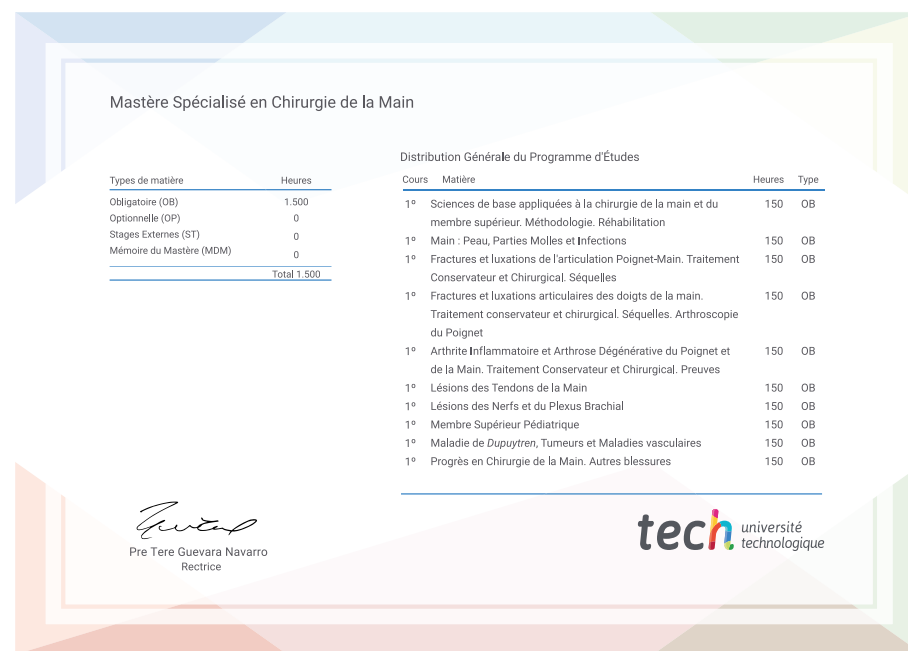 Mastère Spécialisé en Chirurgie de la Main
Types de matière Heures
Obligatoire (OB) 1.500
Optionnelle (OP) 0
Stages Externes (ST) 0
Mémoire du Mastère (MDM) 0
Total 1.500
Distribution Générale du Programme d'Études
Cours Matière Heures Type
1º Sciences de base appliquées à la chirurgie de la main et du 150 OB
membre supérieur. Méthodologie. Réhabilitation
1º Main : Peau, Parties Molles et Infections 150 OB
1º Fractures et luxations de l'articulation Poignet-Main. Traitement 150 OB
Conservateur et Chirurgical. Séquelles
1º Fractures et luxations articulaires des doigts de la main. 150 OB
Traitement conservateur et chirurgical. Séquelles. Arthroscopie
du Poignet
1º Arthrite Inflammatoire et Arthrose Dégénérative du Poignet et 150 OB
de la Main. Traitement Conservateur et Chirurgical. Preuves
1º Lésions des Tendons de la Main 150 OB
1º Lésions des Nerfs et du Plexus Brachial 150 OB
1º Membre Supérieur Pédiatrique 150 OB
1º Maladie de Dupuytren, Tumeurs et Maladies vasculaires 150 OB
1º Progrès en Chirurgie de la Main. Autres blessures 150 OB
Pre Tere Guevara Navarro
Rectrice
tech université
technologique